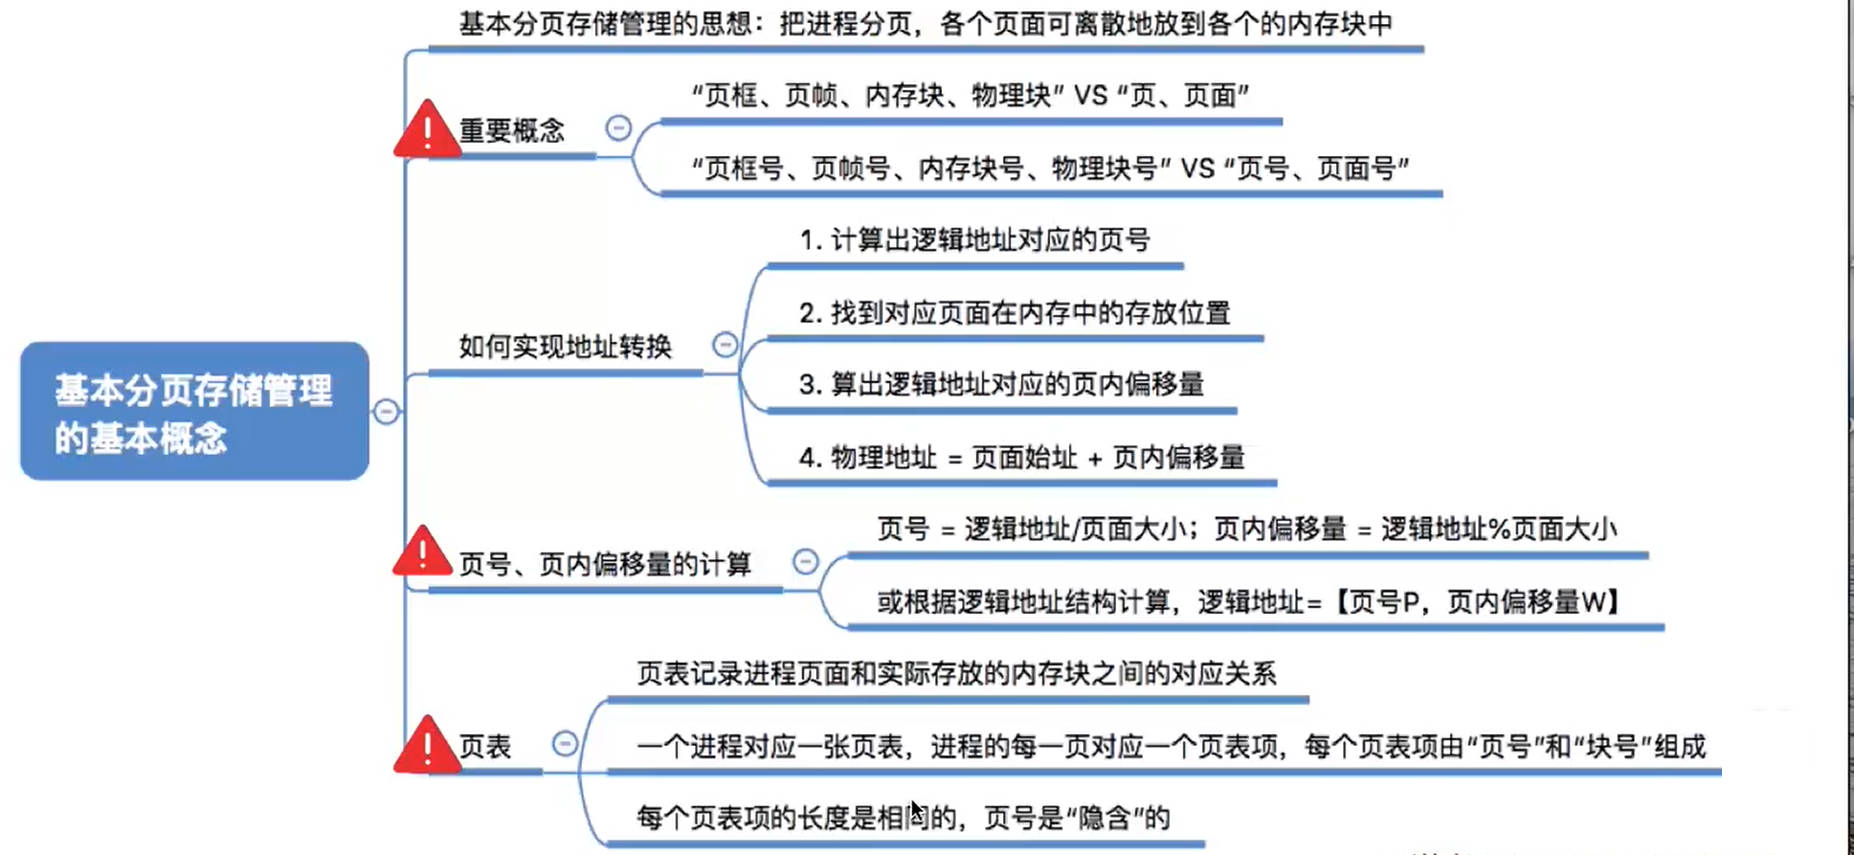 基本分页存储管理的思想：把进程分页，各个页面可离散地放到各个的内存块中
重要概念
“页框、页帧、内存块、物理块” VS “页、页面”
“页框号、页帧号、内存块号、物理块号” VS “页号、页面号”
基本分页存储管理
的基本概念
如何实现地址转换
1. 计算出逻辑地址对应的页号
2. 找到对应页面在内存中的存放位置
3. 算出逻辑地址对应的页内偏移量
4. 物理地址 = 页面始址 + 页内偏移量
页号、页内偏移量的计算
页号 = 逻辑地址/页面大小；页内偏移量 = 逻辑地址%页面大小
或根据逻辑地址结构计算，逻辑地址=【页号P，页内偏移量W】
页表
页表记录进程页面和实际存放的内存块之间的对应关系
一个进程对应一张页表，进程的每一页对应一个页表项，每个页表项由“页号”和“块号”组成
每个页表项的长度是相同的，页号是“隐含”的